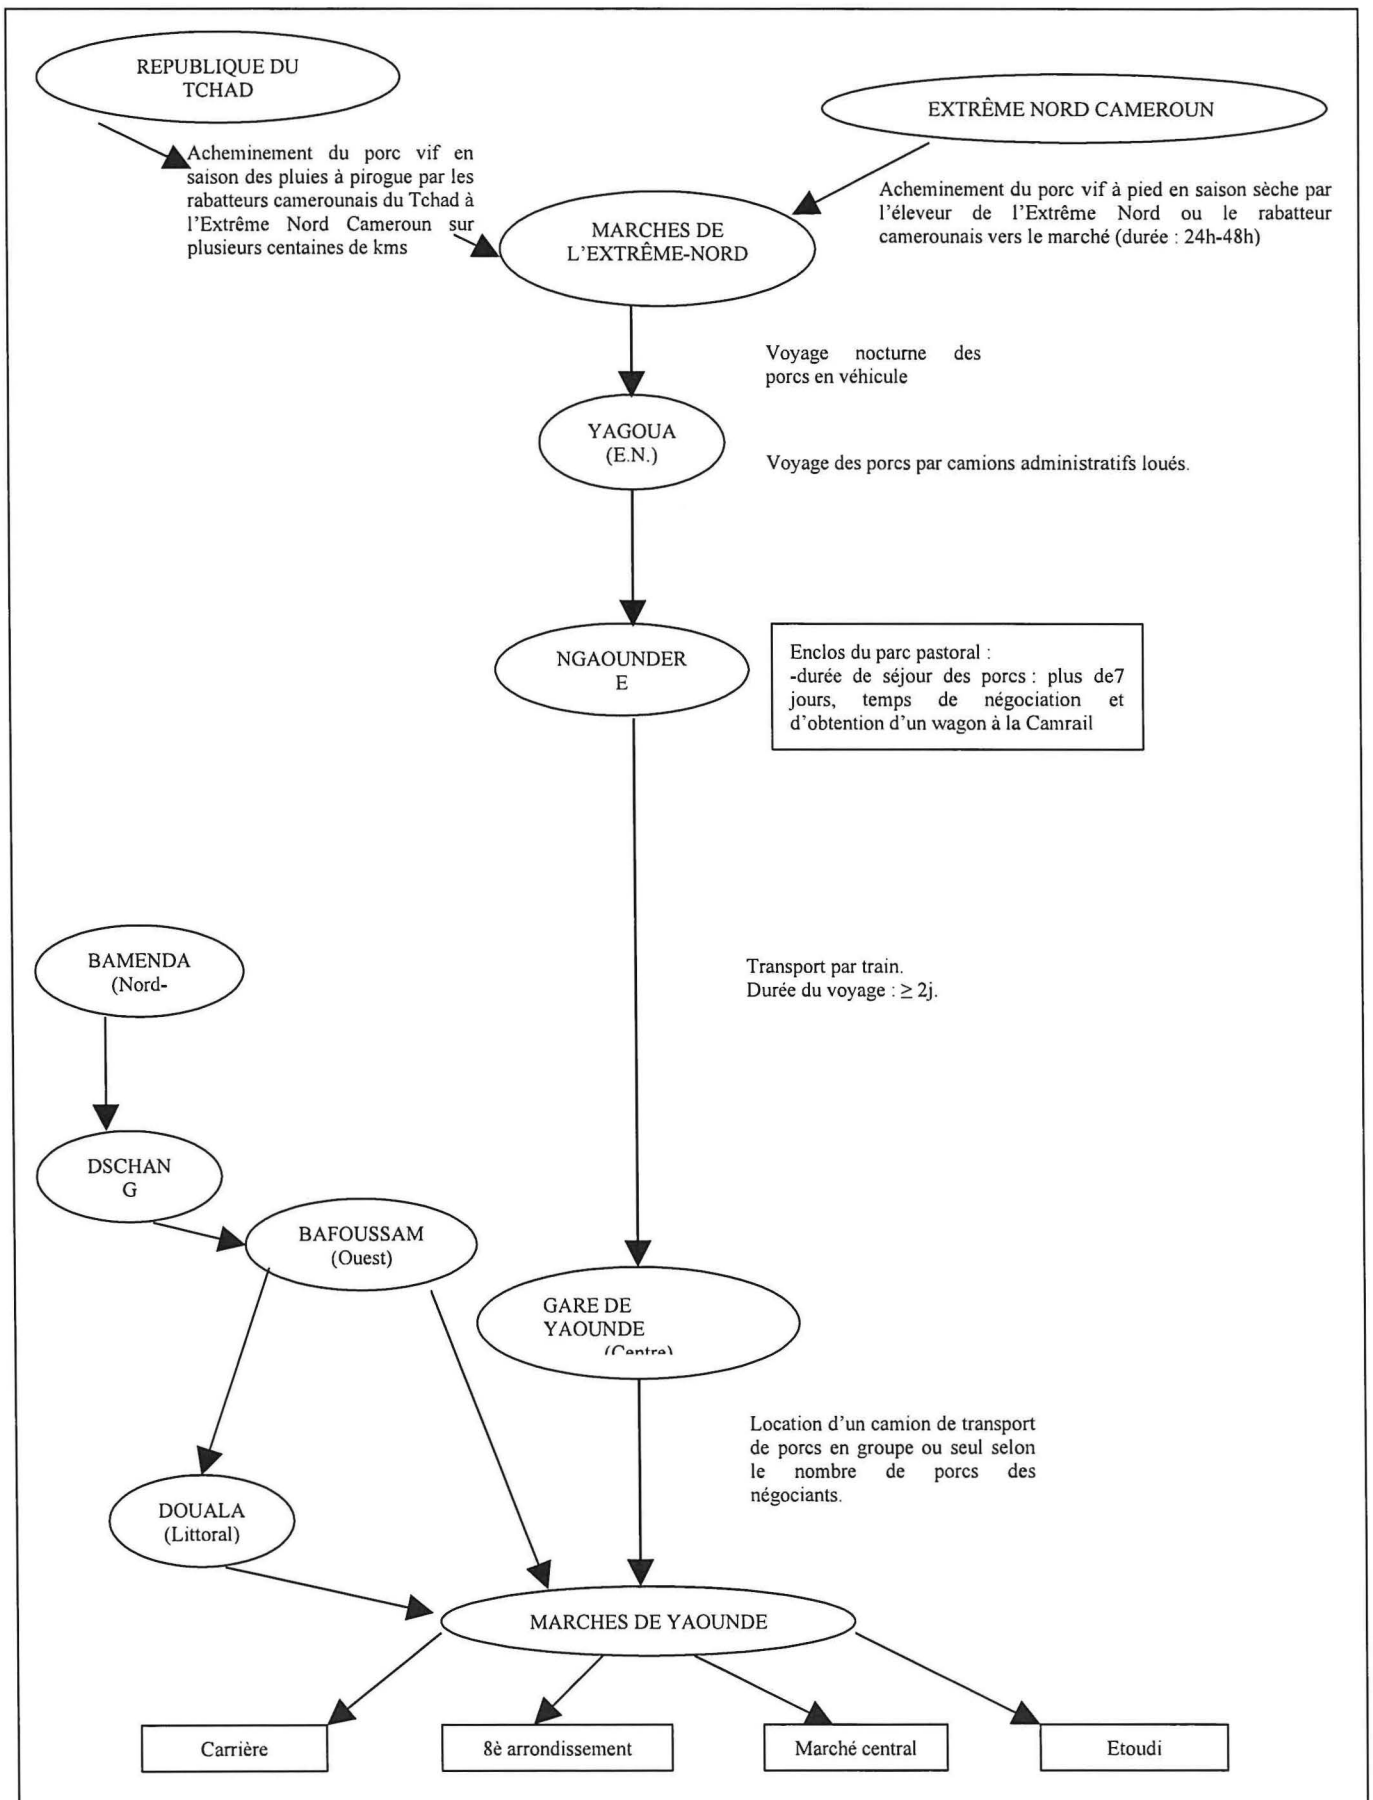 REPUBLIQUE DU
TCHAD
EXTRÊME NORD CAMEROUN
Acheminement du porc vif en
saison des pluies à pirogue par les
rabatteurs camerounais du Tchad à
l'Extrême Nord Cameroun sur
plusieurs centaines de kms
MARCHES DE
L'EXTRÊME-NORD
Acheminement du porc vif à pied en saison sèche par
l'éleveur de l'Extrême Nord ou le rabatteur
camerounais vers le marché (durée : 24h-48h)
Voyage nocturne des
porcs en véhicule
YAGOUA
(E.N.)
Voyage des porcs par camions administratifs loués.
NGAOUNDER
E
Enclos du parc pastoral :
-durée de séjour des porcs : plus de7
jours, temps de négociation et
d'obtention d'un wagon à la Camrail
BAMENDA
(Nord-
Transport par train.
Durée du voyage : ≥ 2j.
DSCHAN
G
BAFOUSSAM
(Ouest)
GARE DE
YAOUNDE
(Centre)
Location d'un camion de transport
de porcs en groupe ou seul selon
le nombre de porcs des
négociants.
DOUALA
(Littoral)
MARCHES DE YAOUNDE
Carrière
8è arrondissement
Marché central
Etoudi